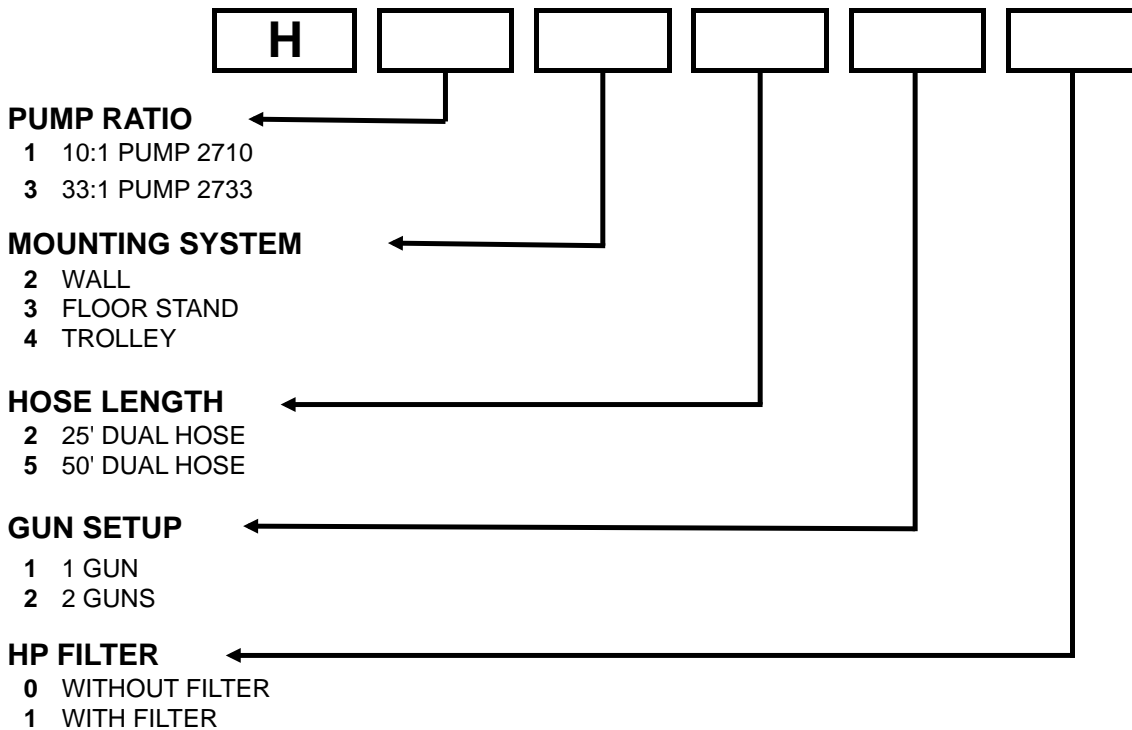 H
PUMP RATIO
1 10:1 PUMP 2710
3 33:1 PUMP 2733
MOUNTING SYSTEM
2 WALL
3 FLOOR STAND
4 TROLLEY
HOSE LENGTH
2 25' DUAL HOSE
5 50' DUAL HOSE
GUN SETUP
1 1 GUN
2 2 GUNS
HP FILTER
0 WITHOUT FILTER
1 WITH FILTER